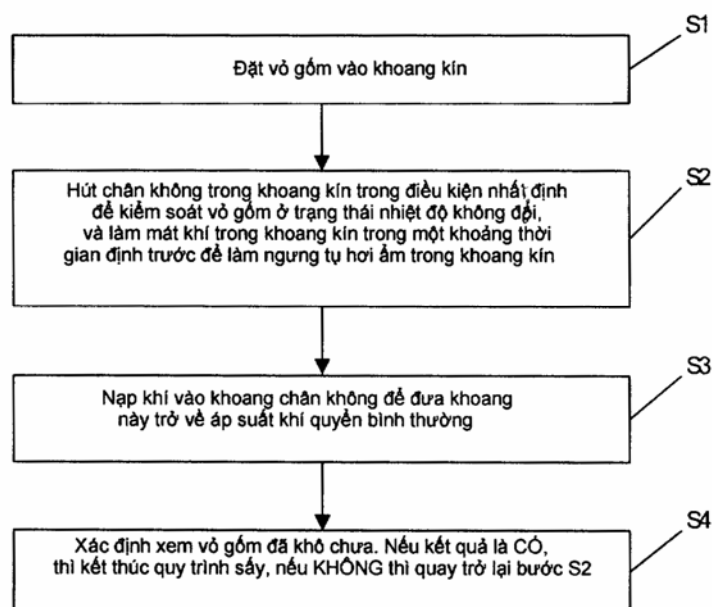 S1
Đặt vỏ gốm vào khoang kín
S2
Hút chân không trong khoang kín trong điều kiện nhất định
để kiểm soát vỏ gốm ở trạng thái nhiệt độ không đổi,
và làm mát khí trong khoang kín trong một khoảng thời
gian định trước để làm ngưng tụ hơi ẩm trong khoang kín
S3
Nạp khí vào khoang chân không để đưa khoang
này trở về áp suất khí quyển bình thường
S4
Xác định xem vỏ gốm đã khô chưa. Nếu kết quả là CÓ,
thì kết thúc quy trình sấy, nếu KHÔNG thì quay trở lại bước S2